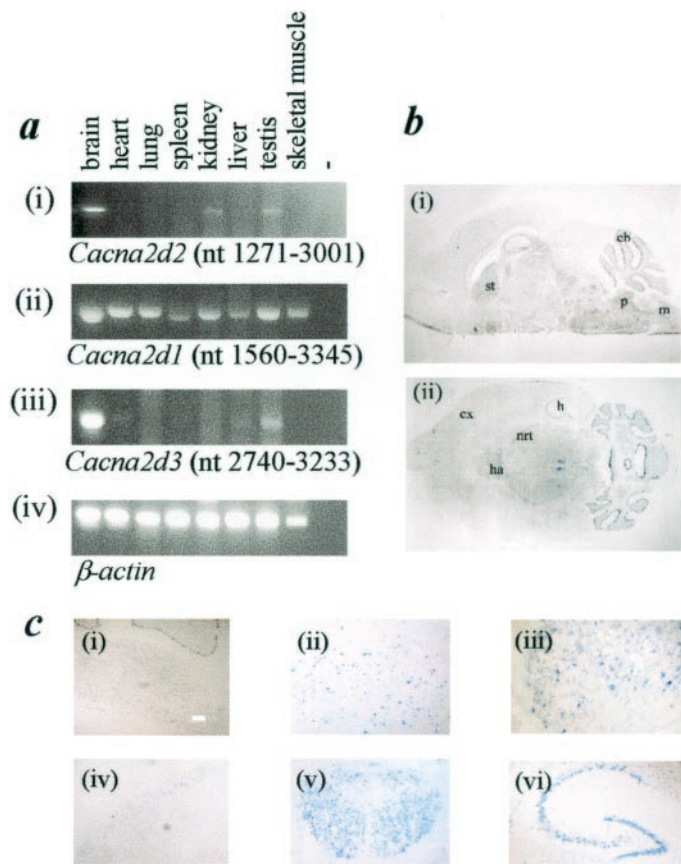 a
brain
heart
lung
spleen
kidney
liver
testis
skeletal muscle
-
(i)
Cacna2d2 (nt 1271-3001)
(ii)
Cacna2d1 (nt 1560-3345)
(iii)
Cacna2d3 (nt 2740-3233)
(iv)
β-actin
b
(i)
cb
st
p
m
(ii)
cx
h
nrt
ha
c
(i)
(ii)
(iii)
(iv)
(v)
(vi)